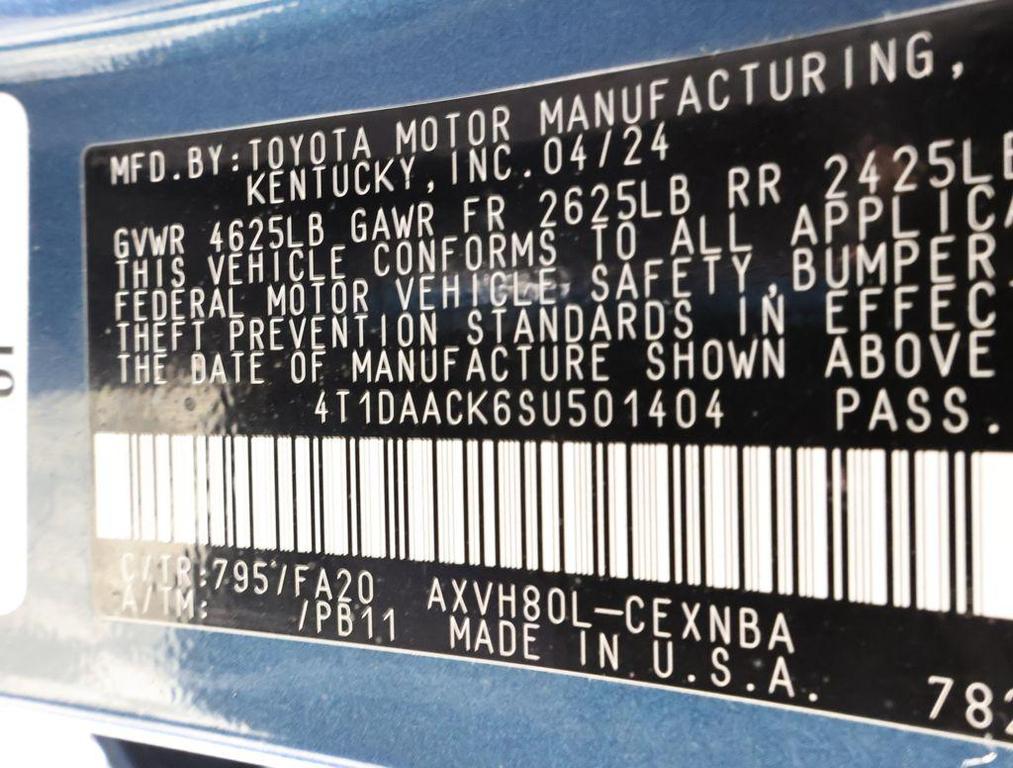 MFD.BY:TOYOTA MOTOR MANUFACTURING,
KENTUCKY,INC.04/24
GVWR 4625LB GAWR FR 2625LB RR 2425LB
THIS VEHICLE CONFORMS TO ALL APPLICA
FEDERAL MOTOR VEHICLE SAFETY,BUMPER,
THEFT PREVENTION STANDARDS IN EFFEC
THE DATE OF MANUFACTURE SHOWN ABOVE
4T1DAACK6SU501404 PASS.
C/TR:795/FA20 AXVH80L-CEXNBA
A/TM: /PB11 MADE IN U.S.A.
782